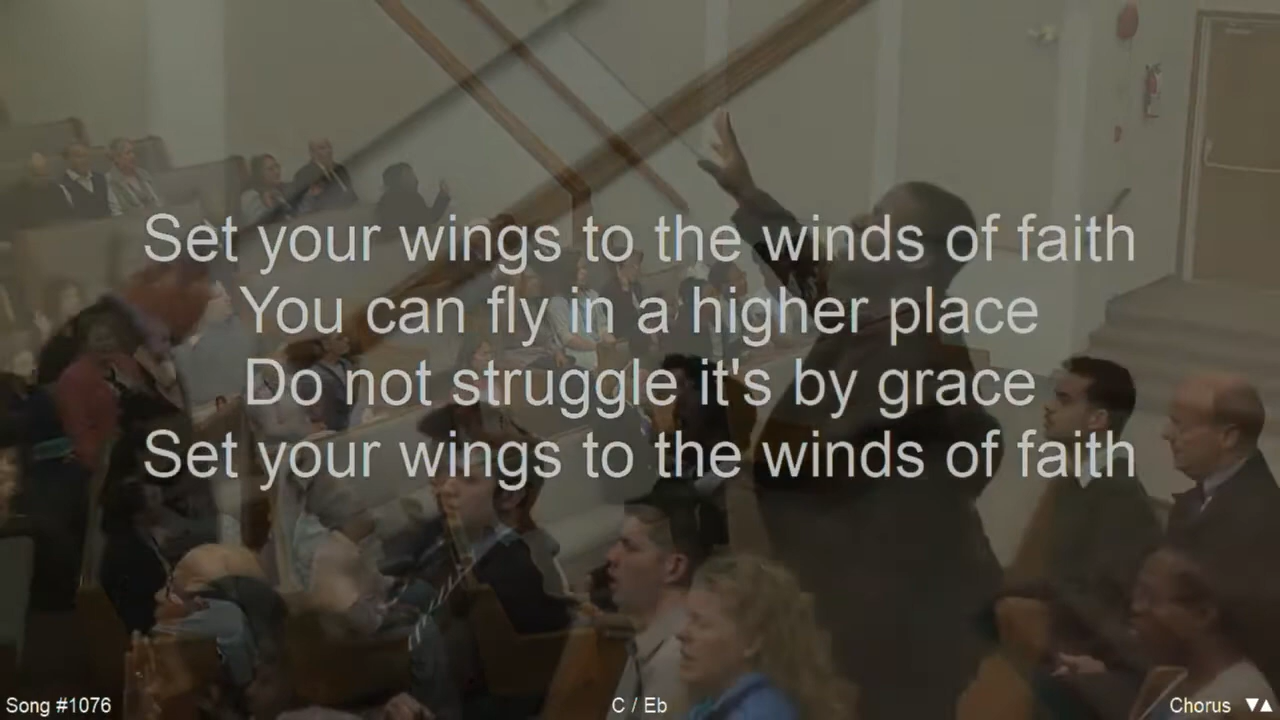 Set your wings to the winds of faith
You can fly in a higher place
Do not struggle it's by grace
Set your wings to the winds of faith
Song #1076
C / Eb
Chorus ▼▲